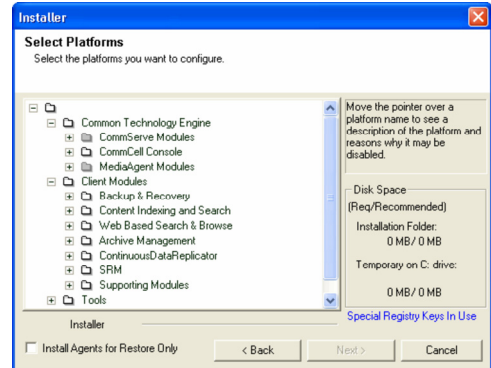 Installer
Select Platforms
Select the platforms you want to configure.
Common Technology Engine
CommServe Modules
CommCell Console
MediaAgent Modules
Client Modules
Backup & Recovery
Content Indexing and Search
Web Based Search & Browse
Archive Management
ContinuousDataReplicator
SRM
Supporting Modules
Tools
Move the pointer over a
platform name to see a
description of the platform and
reasons why it may be
disabled.
Disk Space
(Req/Recommended)
Installation Folder:
0 MB/ 0 MB
Temporary on C: drive:
0 MB/ 0 MB
Special Registry Keys In Use
Installer
Install Agents for Restore Only
< Back
Next >
Cancel